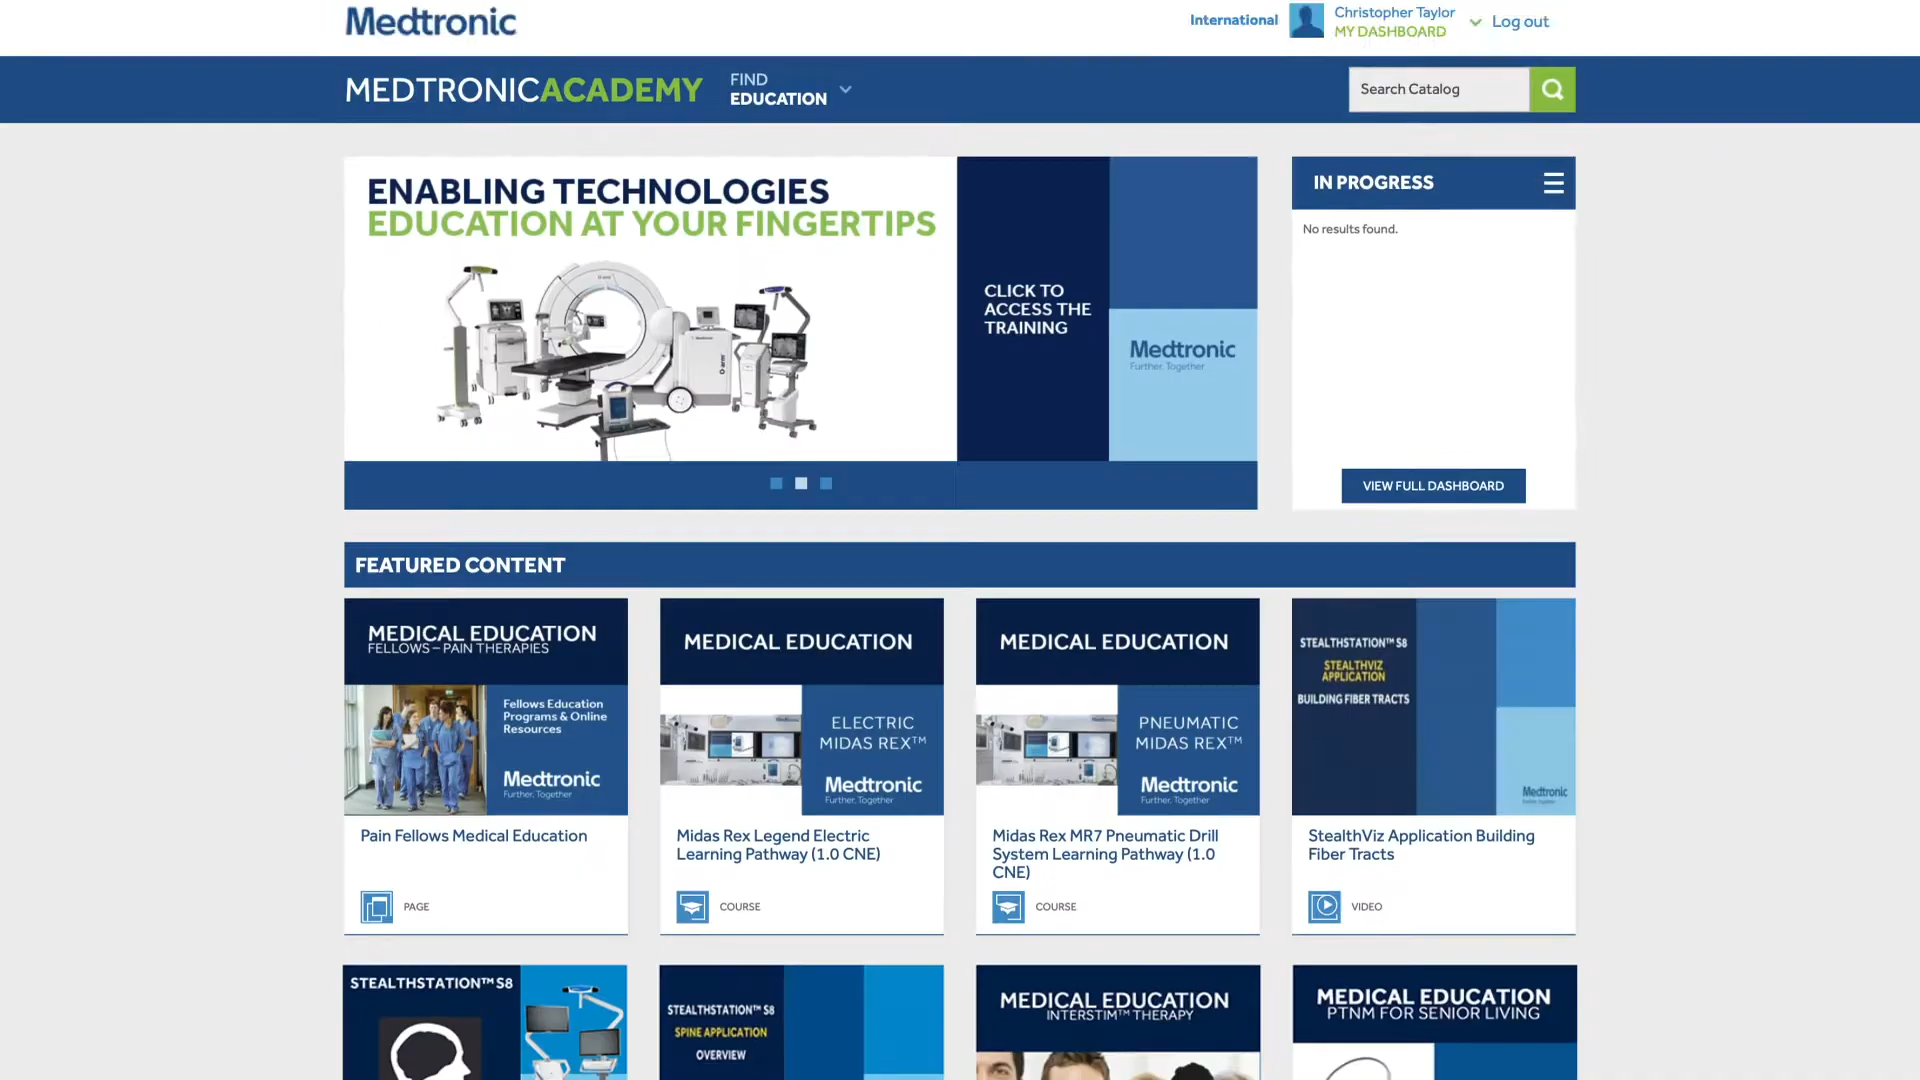 Medtronic
International
Christopher Taylor
MY DASHBOARD
Log out
MEDTRONICACADEMY
FIND
EDUCATION
Search Catalog
ENABLING TECHNOLOGIES
EDUCATION AT YOUR FINGERTIPS
CLICK TO
ACCESS THE
TRAINING
Medtronic
Further, Together
IN PROGRESS
No results found.
VIEW FULL DASHBOARD
FEATURED CONTENT
MEDICAL EDUCATION
FELLOWS – PAIN THERAPIES
Fellows Education
Programs & Online
Resources
Medtronic
Further, Together
Pain Fellows Medical Education
PAGE
MEDICAL EDUCATION
ELECTRIC
MIDAS REX™
Medtronic
Further, Together
Midas Rex Legend Electric
Learning Pathway (1.0 CNE)
COURSE
MEDICAL EDUCATION
PNEUMATIC
MIDAS REX™
Medtronic
Further, Together
Midas Rex MR7 Pneumatic Drill
System Learning Pathway (1.0
CNE)
COURSE
STEALTHSTATION™ S8
STEALTHVIZ
APPLICATION
BUILDING FIBER TRACTS
Medtronic
StealthViz Application Building
Fiber Tracts
VIDEO
STEALTHSTATION™ S8
STEALTHSTATION™ S8
SPINE APPLICATION
OVERVIEW
MEDICAL EDUCATION
INTERSTIM™ THERAPY
MEDICAL EDUCATION
PTNM FOR SENIOR LIVING